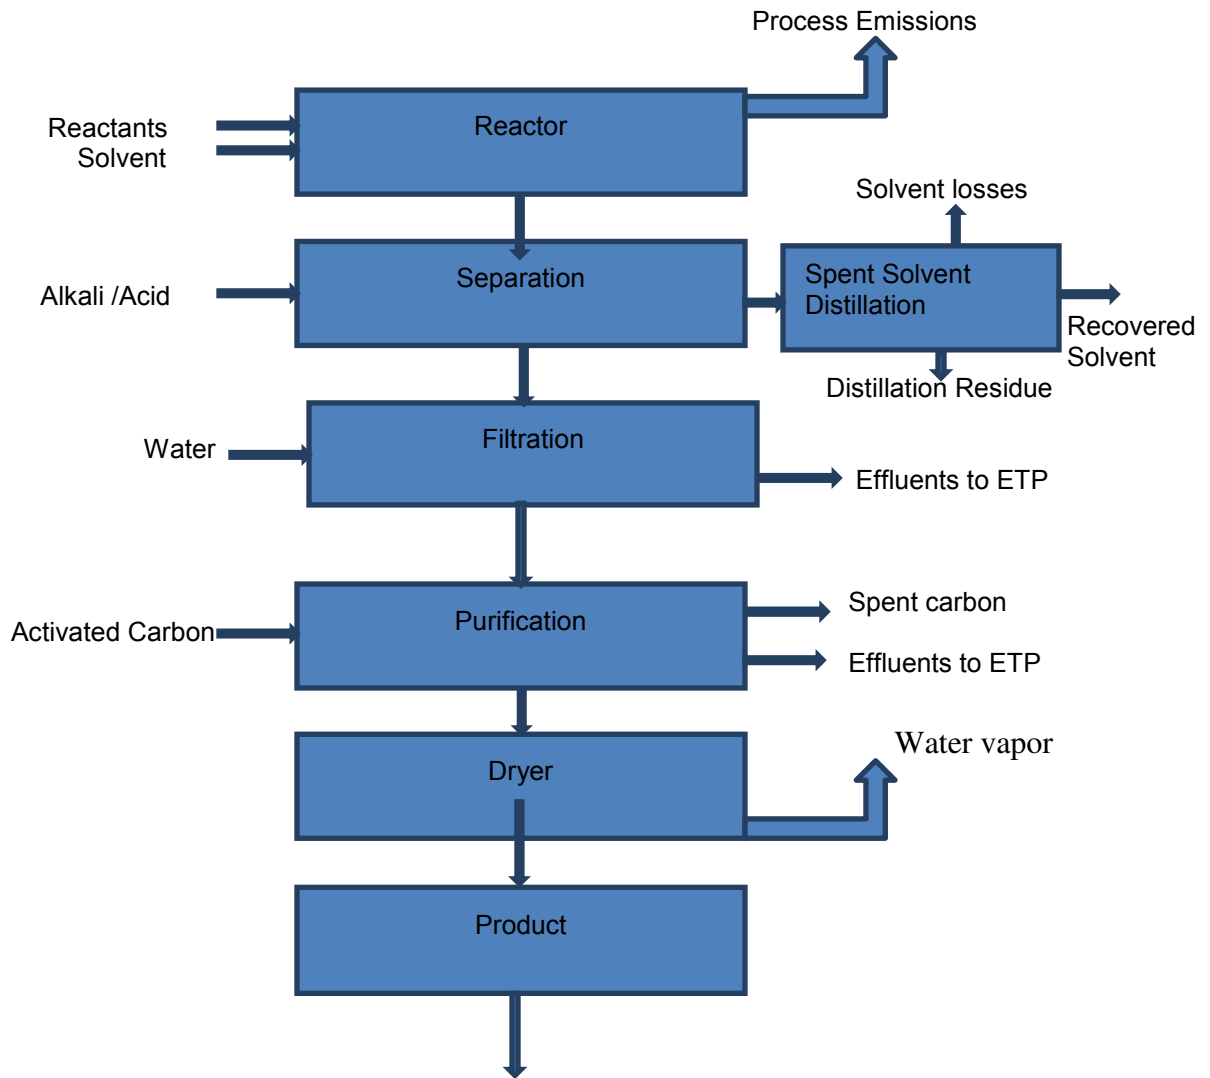 Process Emissions
Reactor
Reactants
Solvent
Solvent losses
Separation
Spent Solvent
Distillation
Alkali /Acid
Recovered
Solvent
Distillation Residue
Filtration
Water
Effluents to ETP
Spent carbon
Purification
Activated Carbon
Effluents to ETP
Water vapor
Dryer
Product